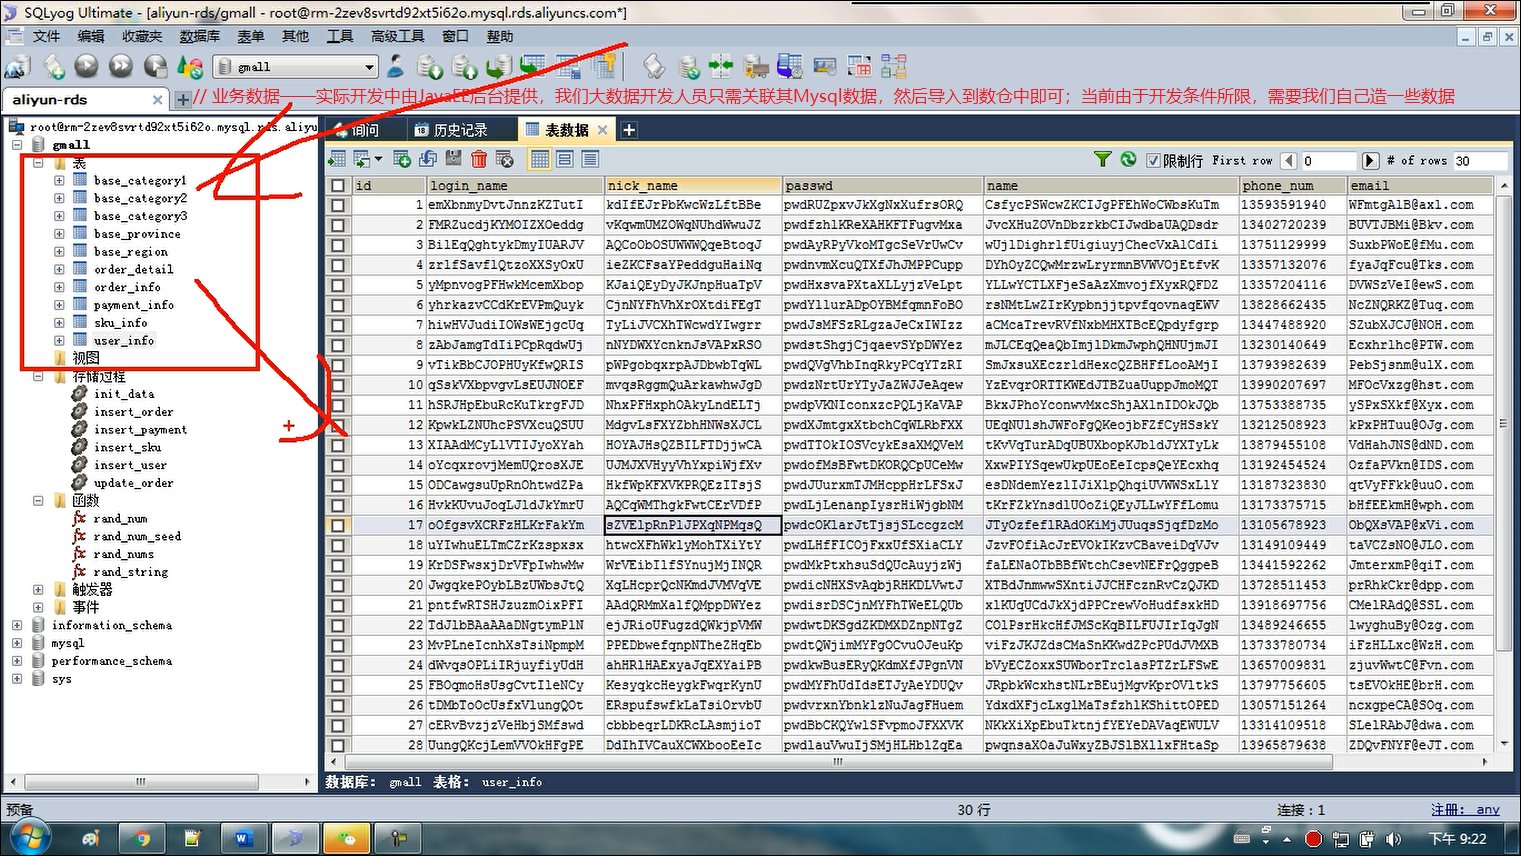 SQLyog Ultimate - [aliyun-rds/gmall - root@rm-2zev8svrtd92xt5i62o.mysql.rds.aliyuncs.com*]
文件 编辑 收藏夹 数据库 表单 其他 工具 高级工具 窗口 帮助
gmall
aliyun-rds
// 业务数据——实际开发中由JavaEE后台提供，我们大数据开发人员只需关联其Mysql数据，然后导入到数仓中即可；当前由于开发条件所限，需要我们自己造一些数据
root@rm-2zev8svrtd92xt5i62o.mysql.rds.aliyu
gmall
表
base_category1
base_category2
base_category3
base_province
base_region
order_detail
order_info
payment_info
sku_info
user_info
视图
存储过程
init_data
insert_order
insert_payment
insert_sku
insert_user
update_order
函数
rand_num
rand_num_seed
rand_nums
rand_string
触发器
事件
information_schema
mysql
performance_schema
sys
询问 历史记录 表数据
限制行 First row 0 # of rows 30
id login_name nick_name passwd name phone_num email
1 emXbnmyDvtJnnzKZTutI kdIfEJrPbKwcWzLftBBe pwdRUZpxvJkXgNxXufrsORQ CsfycPSWcwZKCIJgPFEhWoCWbsKuTm 13593591940 WFmtgAlB@axl.com
2 FMRZucdjKYMOIZXOeddy vKqwmUMZOWqNUhdWwuJZ pwdfzhlKReXAHKFTFugvMxa JvcXHuZOVnDbzrkbCIJwdbaUAQDsdr 13402720239 BUVTJBMi@Bkv.com
3 BilEqQghtykDmyIUARJV AQCoObOSUWWWQqeBtoqJ pwdAyRPyVkoMTgcSeVrUwCv wUjlDighrlfUigiuyjChecVxAlCdIi 13751129999 SuxbPWoE@fMu.com
4 zrlfSavflQtzoXXSyOxU ieZKCFsaYPeddguHaiNq pwdnvmXcuQTXfJhJMPPCupp DYhOyZCQwMrzwLryrmnBVWVOjEtfvK 13357132076 fyaJqFcu@Tks.com
5 yMpnvogPFHwkMcemXbop KJaiQEyDyJKJnpHuaTpV pwdHxsvaPXtaXLLyjzVeLpt YLLwYCTLXFjeSaAzXmvojfXyxRQFDZ 13357204116 DVWSzVeI@ewS.com
6 yhrkazvCCdKrEVPmQuyk CjnNYFhVhXrOXtdiFEgT pwdYllurADpOYBMfqmnFoBO rsNMtLwZIrKypbnjjtpvfqovnaqEWV 13828662435 NcZNQRKZ@Tuq.com
7 hiwHVJudiIOWsWEjgcUq TyLiJVCXhTWcwdYIwgrr pwdJsMFSzRLgzaJeCxIWIzz aCMcaTrevRVfNxbMHXTBcEQpdyfgrp 13447488920 SZubXJCJ@NOH.com
8 zAbJamgTdIiPCpRqdwUj nNYDWXYcnknJsVAPxRSO pwdstShgjCjqaevSYpDWYez mJLCEqQeaQbImjlDkmJwphQHNUjmJI 13230140649 Ecxhrlhc@PTW.com
9 vTikBbCJOPHUyKfwQRIS pWPgobqxrpAJDbwbTqWL pwdQVgVhbInqRkyPCqYTzRI SmJxsuXEczrldHexcQZBHFfLooAMjI 13793982639 PebSjsnm@ulX.com
10 qSskVXbpvgvLsEUJNOEF mvqsRggmQuArkawhwJgD pwdzNrtUrYTyJaZWJJeAqew YzEvqrORTTKWEdJTBZuaUuppJmoMQT 13990207697 MFOcVxzg@hst.com
11 hSRJHpEbuRcKuTkrgFJD NhxPFHxphOAkyLndELTj pwdpVKNIconxzcPQLjKaVAP BkxJPhoYconwvMxcShjAXlnIDOkJQb 13753388735 ySPxSXkf@Xyx.com
12 KpwkLZNUhcPSVXcuQSUU MdgvLsFXYZbhHNWsXJCL pwdXJmtgxXtbchCqWLRbFXX UEqNUlshJWFoFgQKeojbFZfCyHSskY 13212508923 kPxPHTuu@OJg.com
13 XIAAdMCyLlVTIJyoXYah HOYAJHsQZBILFTDjjwCA pwdTTOkIOSVcykEsaXMQVeM tKvVqTurADqUBUXbopKJbldJYXTyLk 13879455108 VdHahJNS@dND.com
14 oYcqxrovjMemUQrosXJE UJMJXVHyyVhYxpiWjfXv pwdofMsBFwtDKORQCpUCeMw XxwPIYSqewUkpUEoEeIcpsQeYEcxhq 13192454524 OzfaPVkn@IDS.com
15 ODCawgsuUpRnOhtwdZPa HkfWpKFXVKPRQEzITsjS pwdJUurxmTJMHcppHrLFSxJ esDNdemYezlIJiXlpQhqiUVWWSxLlY 13187323830 qtVyFFkk@uuO.com
16 HvkKUvuJoqLJldJkYmrU AQCqWMThgkFwtCErVDfP pwdLjLenanpIysrHiWjgbNM tKrFZkYnsdlUOoZiQEyJLwYFfLomu 13173375715 bHfEEkmH@wph.com
17 oOfgsvXCRFzHLKrFakYm sZVElpRnPlJPXqNPMqsQ pwdcOKlarJtTjsjSLccgzcM JTyOzfeflRAdOKiMjJUuqsSjqfDzMo 13105678923 ObQXsVAP@xVi.com
18 uYIwhuELTmCZrKzspxsx htwcXFhWklyMohTXiYtY pwdLHfFICOjFxxUfSXiaCLY JzvFOfiAcJrEVOkIKzvCBaveiDqVJv 13149109449 taVCZsNO@JLO.com
19 KrDSFwsxjDrVFpIwhwMw WrVEibIlfSYnujMjINQR pwdMkPtxhsuSdQUcAuyjzWj faLENaOTbBBfWtchCsevNEFrQggpeB 13441592262 JmterxmP@qiT.com
20 JwgqkePOybLBzUWbsJtQ XqLHcprQcNKmdJVMVqVE pwdicNHXSvAqbjRHKDLVwtJ XTBdJnmwwSXntiJJCHFcznRvCzQJKD 13728511453 prRhkCkr@dpp.com
21 pntfwRTSHJzuzmOixPFI AAdQRMmXalfQMppDWYez pwdisrDSCjnMYFhTWeELQUb xlKUqUCdJkXjdPPCrewVoHudfsxkHD 13918697756 CMelRAdQ@SSL.com
22 TdJlbBAaAAaDNgtymPlN ejJRioUFugzdQWkjpVMW pwdwtDKSgdZKDMXDZnpNTgZ COlPsrHkcHfJMScKqBILFUJIrIqJgN 13489246655 lwyghuBy@Ozg.com
23 MvPLneIcnhXsTsiNpmpM PPEDbwefqnpNTheZHqEb pwdtQWjimMYFgOCvuOJeuKp viFzJKJZdsCMaSnKKwdZPcPUdJVMXB 13733780734 iFzHLLxc@WzH.com
24 dWvqsOPLiIRjuyfiyUdH ahHRlHAExyaJqEXYaiPB pwdkwBusERyQKdmXfJPgnVN bVyECZoxxSUWborTrclasPTZrLFSwE 13657009831 zjuvWwtC@Fvn.com
25 FBOqmoHsUsgCvtIleNCy KesyqkcHeygkFwqrKynU pwdMYFhUdIdsETJyAeYDUQv JRpbkWcxhstNLrBEujMgvKprOVltkS 13797756605 tsEVOkHE@brH.com
26 tDMbToOcUsfxVlungQOt ERspufswfkLaTsiOrvbU pwdvrxnYbnklzNuJagFHuem YdxdXFjcLxglMaTsfzhlKShittOPED 13057151264 ncxgpeCA@SOq.com
27 cERvBvzjzVeHbjSMfswd cbbbeqrLDKRcLAsmjioT pwdBbCKQYwlSFvpmoJFXXVK NKkXiXpEbuTktnjfYEYeDAVaqEWULV 13314109518 SLelRAbJ@dwa.com
28 UungQKcjLemVVOkHFgPE DdIhIVCauXCWXbooEeIc pwdlauVwuIjSMjHLHblZqEa pwqnsaXOaJuWxyZBJSlBXllxFHtaSp 13965879638 ZDQvFNYF@eJT.com
数据库: gmall 表格: user_info
预备 30 行 连接: 1 注册: any
下午 9:22